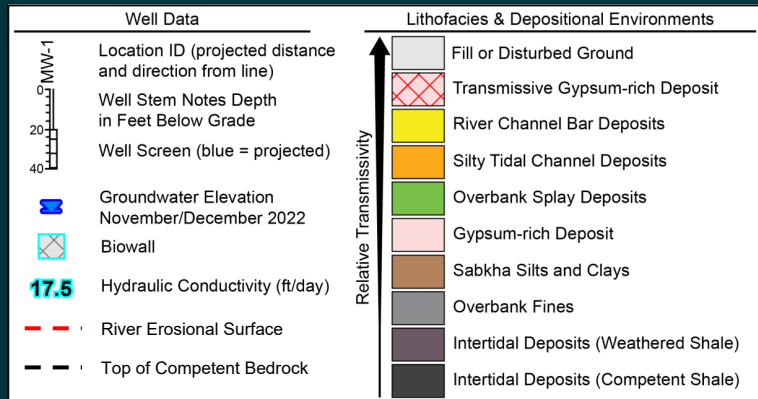 Well Data
MW-1
Location ID (projected distance
and direction from line)
Well Stem Notes Depth
in Feet Below Grade
20
Well Screen (blue = projected)
40
Groundwater Elevation
November/December 2022
Biowall
17.5
Hydraulic Conductivity (ft/day)
River Erosional Surface
Top of Competent Bedrock
Lithofacies & Depositional Environments
Relative Transmissivity
Fill or Disturbed Ground
Transmissive Gypsum-rich Deposit
River Channel Bar Deposits
Silty Tidal Channel Deposits
Overbank Splay Deposits
Gypsum-rich Deposit
Sabkha Silts and Clays
Overbank Fines
Intertidal Deposits (Weathered Shale)
Intertidal Deposits (Competent Shale)